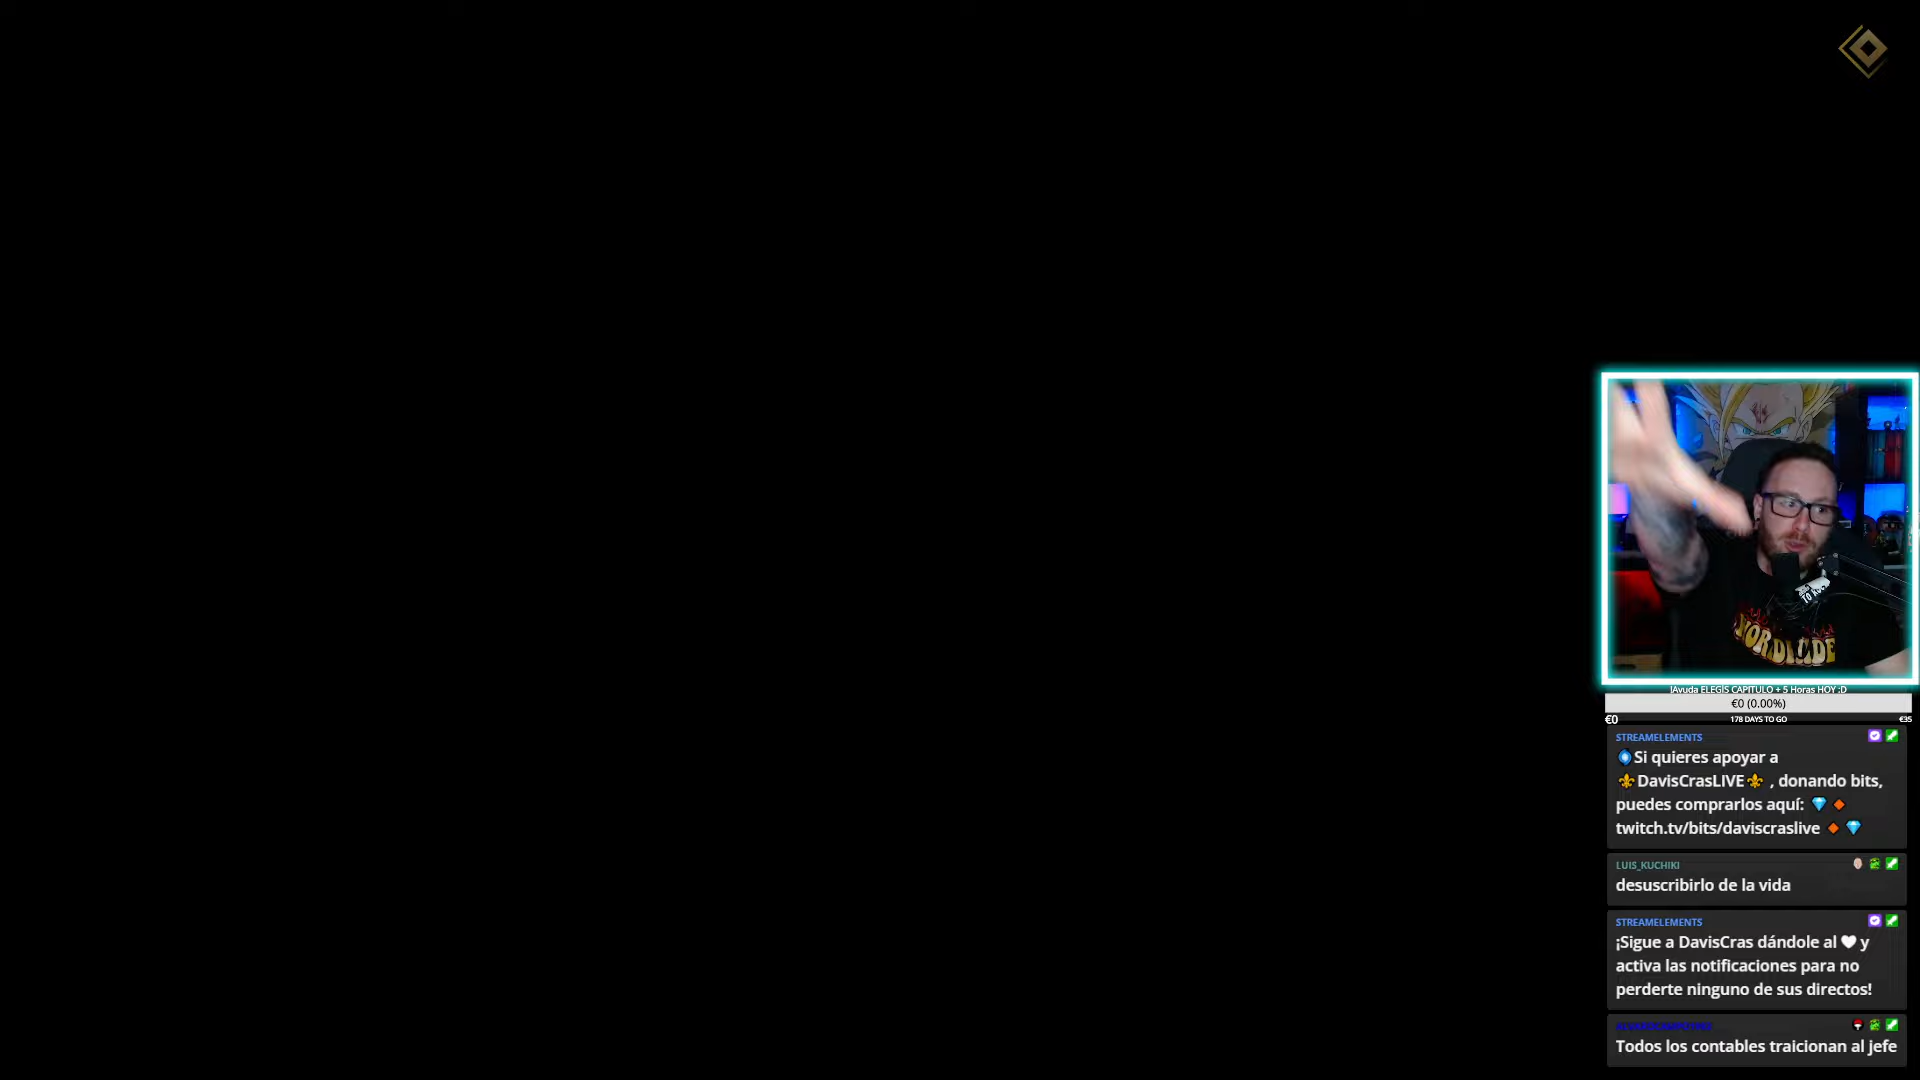 !Ayuda ELEGÍS CAPITULO + 5 Horas HOY :D
€0 (0.00%)
€0 178 DAYS TO GO €35
STREAMELEMENTS
Si quieres apoyar a
DavisCrasLIVE , donando bits,
puedes comprarlos aquí:
twitch.tv/bits/daviscraslive
LUIS_KUCHIKI
desuscribirlo de la vida
STREAMELEMENTS
¡Sigue a DavisCras dándole al 🤍 y
activa las notificaciones para no
perderte ninguno de sus directos!
Todos los contables traicionan al jefe